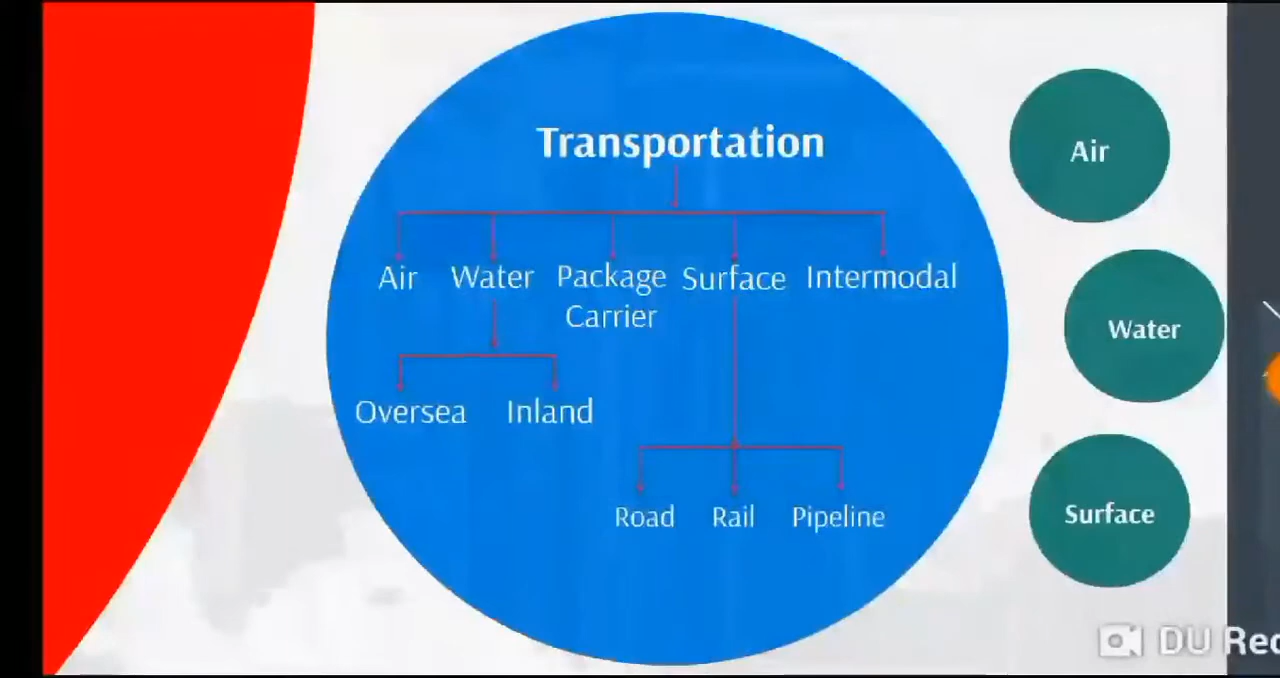 Transportation
Air Water Package Surface Intermodal
Carrier
Oversea Inland
Road Rail Pipeline
Air
Water
Surface
DU Rec